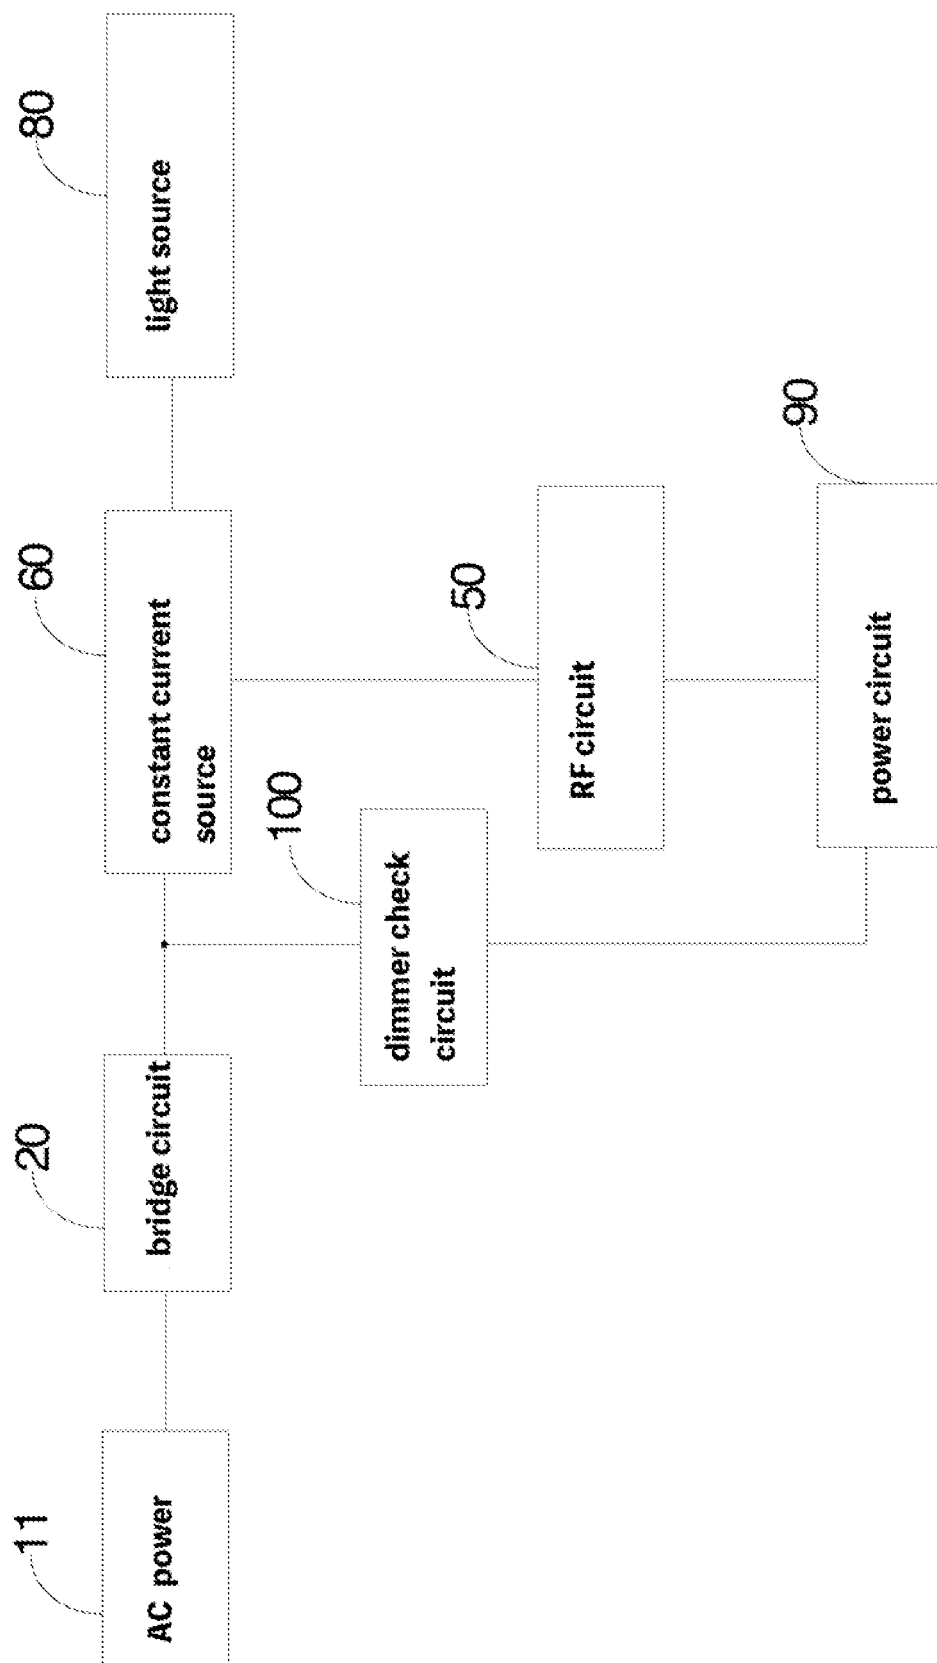 11
AC power
20
bridge circuit
60
constant current
source
80
light source
100
dimmer check
circuit
50
RF circuit
90
power circuit